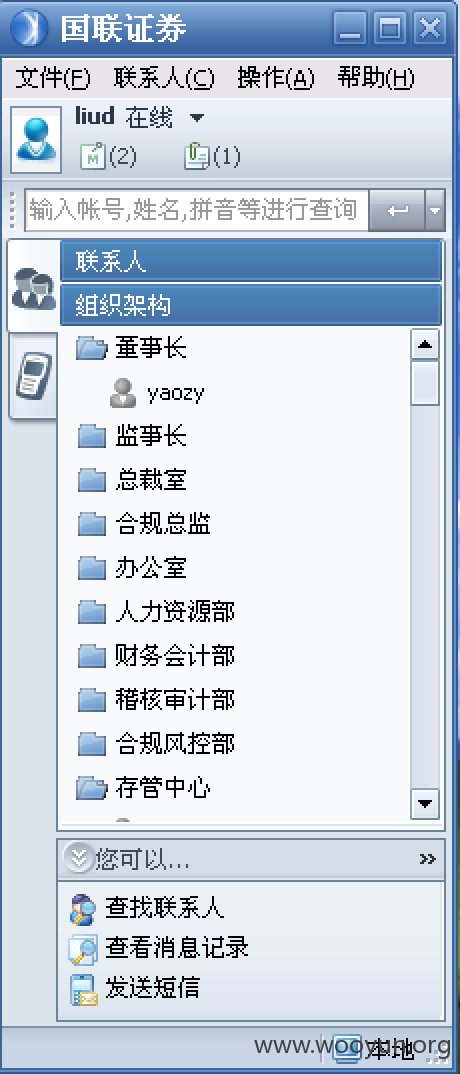 国联证券
文件(F) 联系人(C) 操作(A) 帮助(H)
liud 在线
(2) (1)
输入帐号,姓名,拼音等进行查询
联系人
组织架构
董事长
yaozy
监事长
总裁室
合规总监
办公室
人力资源部
财务会计部
稽核审计部
合规风控部
存管中心
您可以...
查找联系人
查看消息记录
发送短信
www.wooyun.org
本地